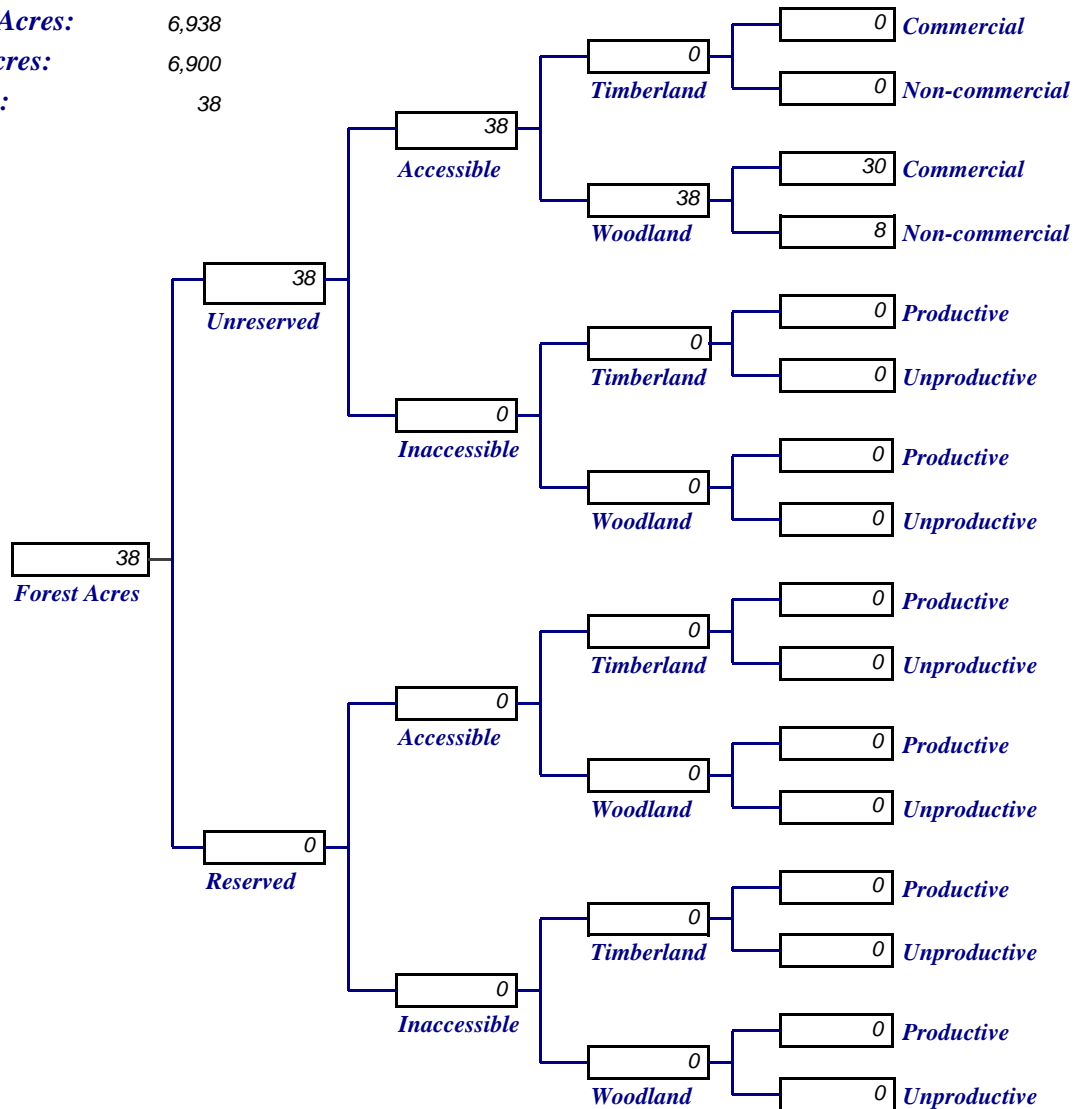 Acres: 6,938
cres: 6,900
: 38
0 Commercial
0
Timberland
0 Non-commercial
38
Accessible
30 Commercial
38
Woodland
8 Non-commercial
38
Unreserved
0 Productive
0
Timberland
0 Unproductive
0
Inaccessible
0 Productive
0
Woodland
0 Unproductive
38
Forest Acres
0 Productive
0
Timberland
0 Unproductive
0
Accessible
0 Productive
0
Woodland
0 Unproductive
0
Reserved
0 Productive
0
Timberland
0 Unproductive
0
Inaccessible
0 Productive
0
Woodland
0 Unproductive